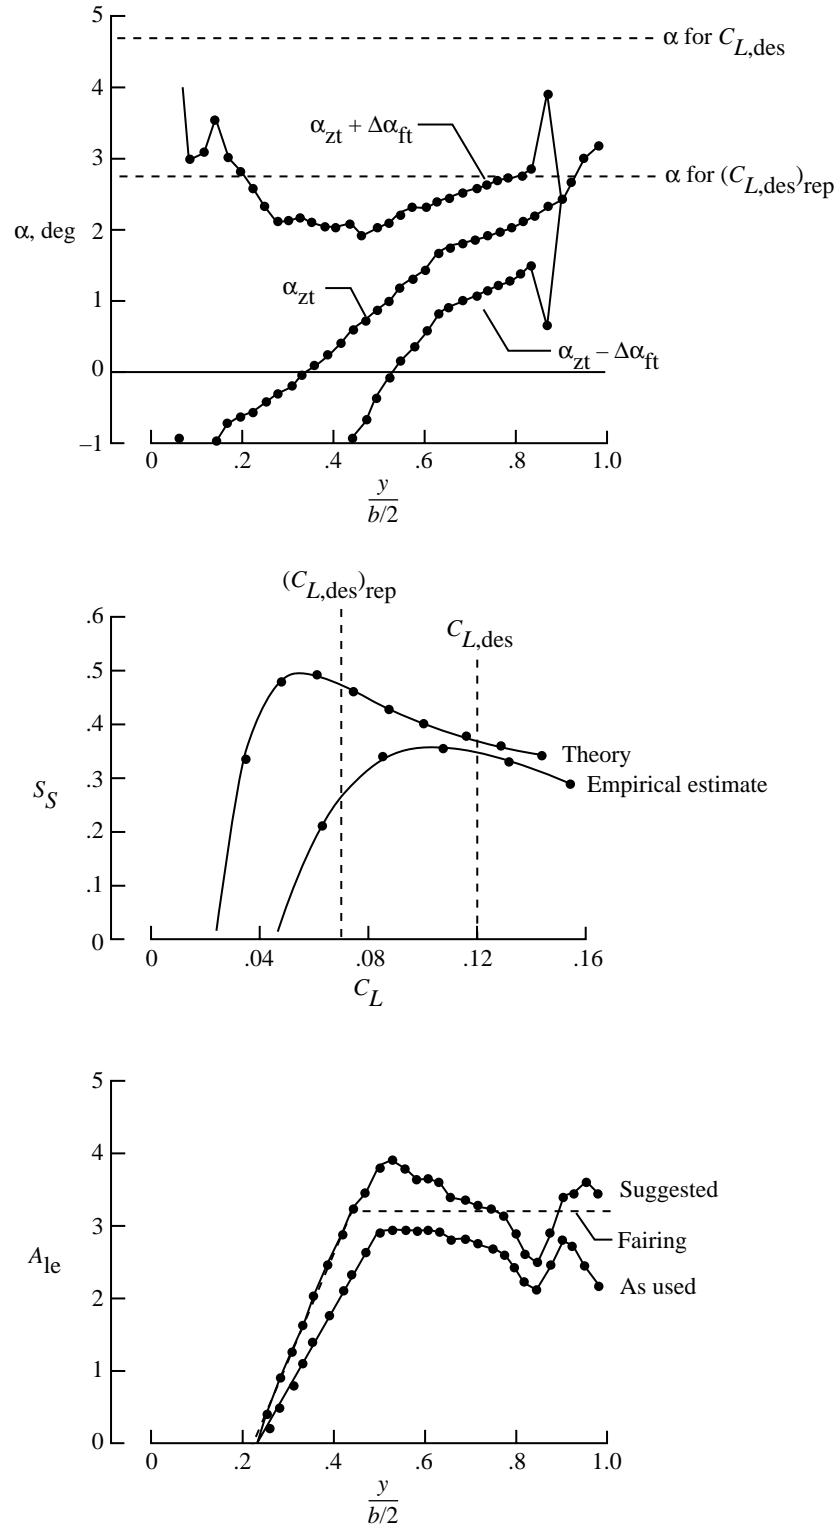 5
α for C_L,des
4
α_zt + Δα_ft
3
α for (C_L,des)_rep
α, deg
2
α_zt
1
α_zt – Δα_ft
0
–1
0 .2 .4 .6 .8 1.0
y
b/2
(C_L,des)_rep
.6
C_L,des
.5
.4
Theory
.3
Empirical estimate
S_S
.2
.1
0
0 .04 .08 .12 .16
C_L
5
4
Suggested
3
Fairing
A_le
As used
2
1
0
0 .2 .4 .6 .8 1.0
y
b/2